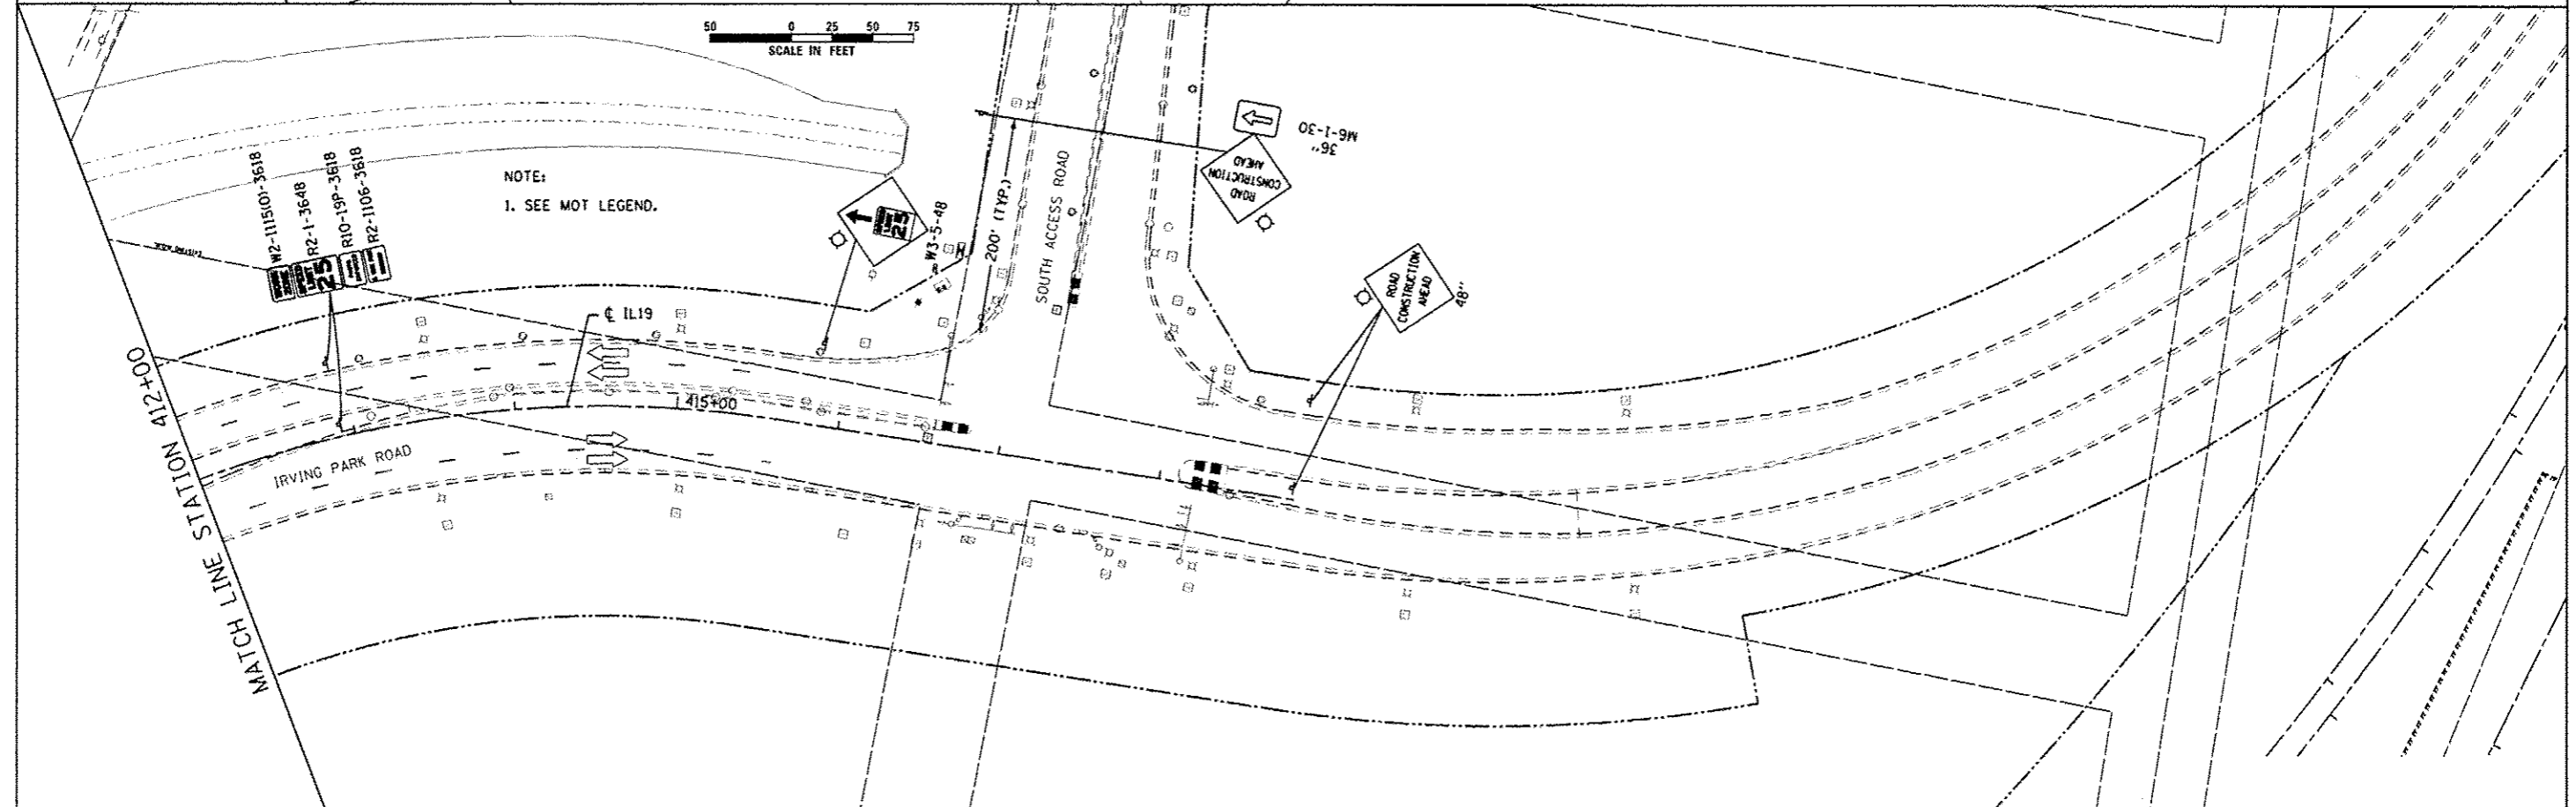 50 0 25 50 75
SCALE IN FEET
NOTE:
1. SEE MOT LEGEND.
W2-1115(0)-3618
R2-1-3648
R10-19P-3618
R2-1106-3618
25
25
W3-5-48
200' (TYP.)
SOUTH ACCESS ROAD
M6-1-30
36"
ROAD
CONSTRUCTION
AHEAD
ROAD
CONSTRUCTION
AHEAD
48"
℄ IL19
415+00
IRVING PARK ROAD
MATCH LINE STATION 412+00